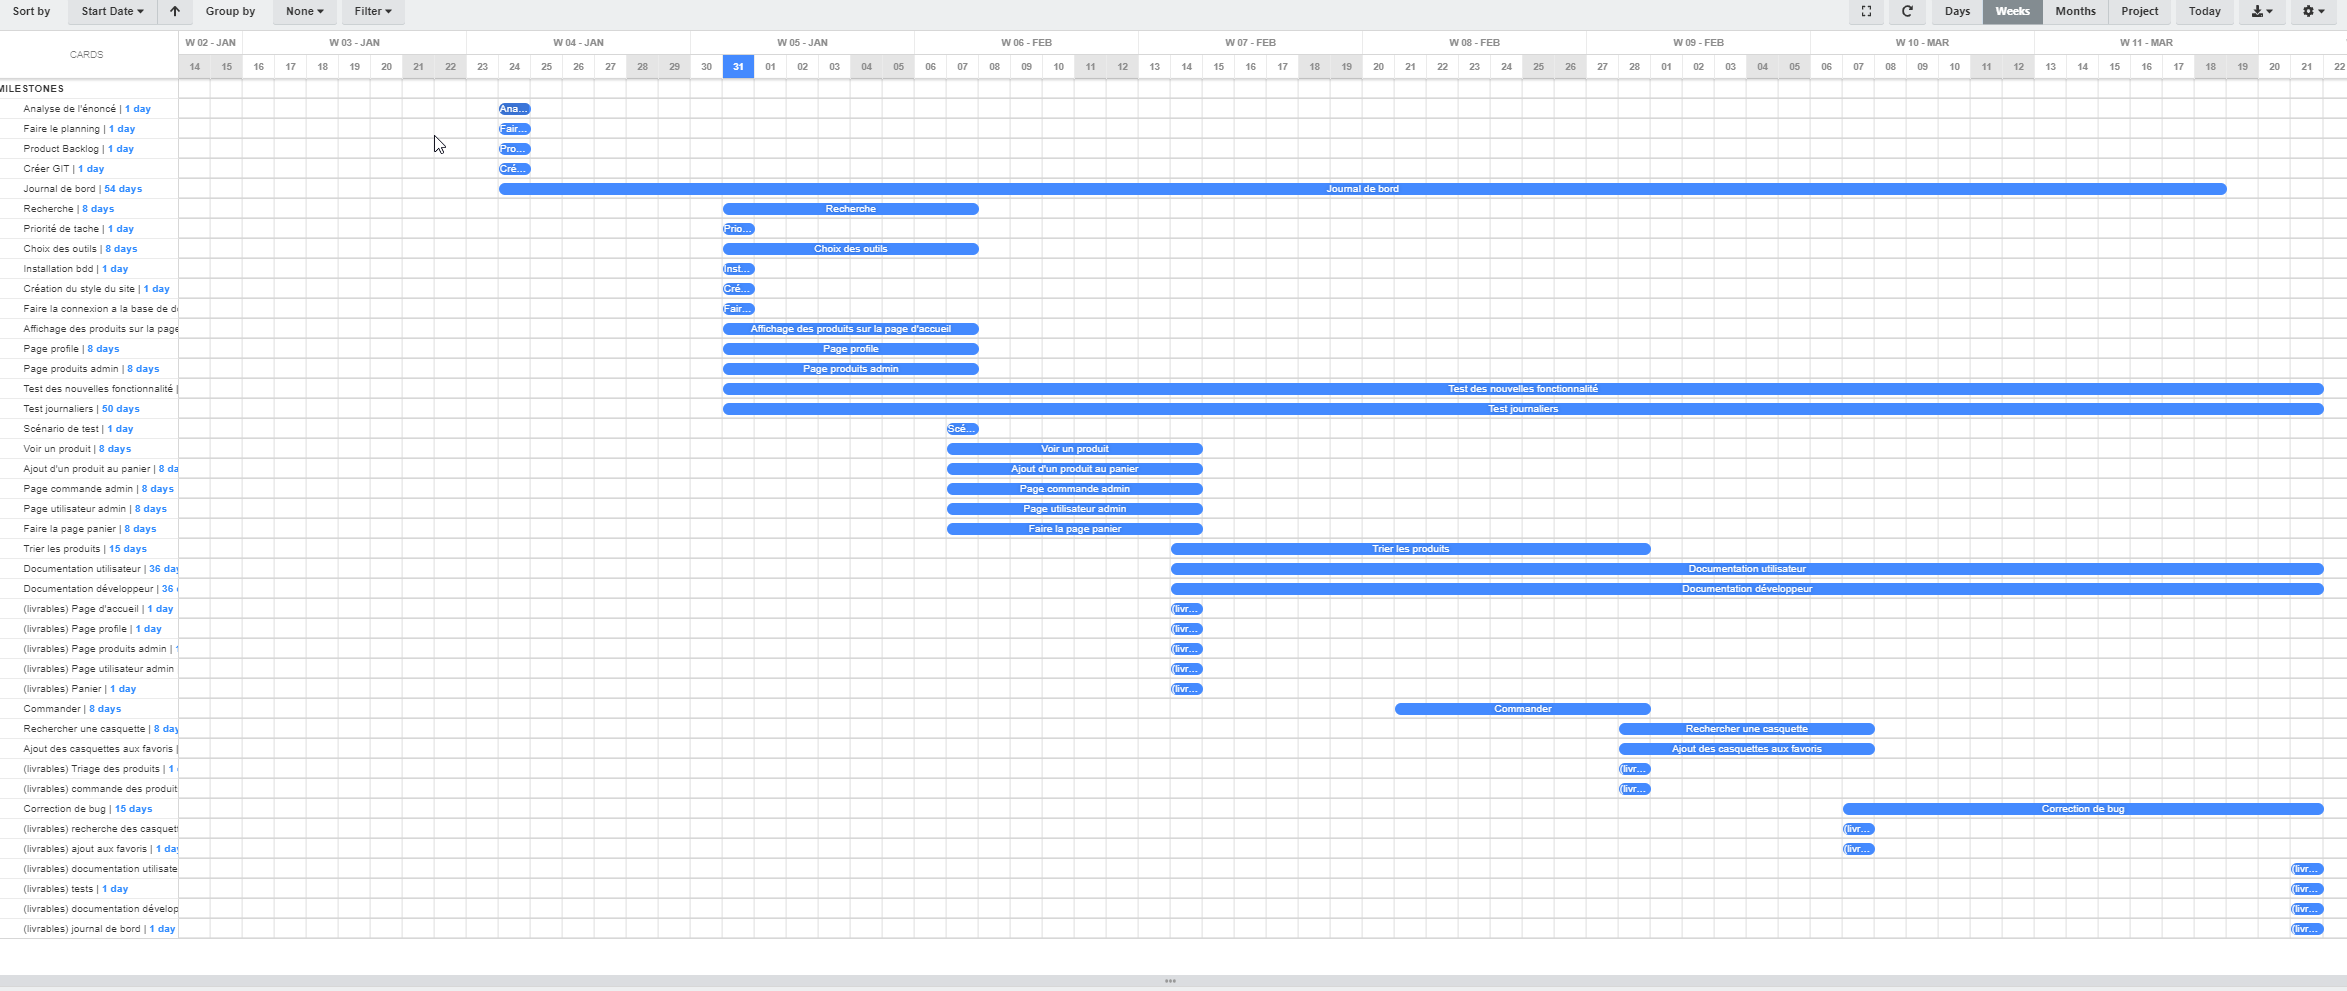 Sort by Start Date Group by None Filter Days Weeks Months Project Today
CARDS W 02 - JAN W 03 - JAN W 04 - JAN W 05 - JAN W 06 - FEB W 07 - FEB W 08 - FEB W 09 - FEB W 10 - MAR W 11 - MAR
14 15 16 17 18 19 20 21 22 23 24 25 26 27 28 29 30 31 01 02 03 04 05 06 07 08 09 10 11 12 13 14 15 16 17 18 19 20 21 22 23 24 25 26 27 28 01 02 03 04 05 06 07 08 09 10 11 12 13 14 15 16 17 18 19 20 21 22
MILESTONES
Analyse de l'énoncé | 1 day Ana...
Faire le planning | 1 day Fair...
Product Backlog | 1 day Pro...
Créer GIT | 1 day Cré...
Journal de bord | 54 days Journal de bord
Recherche | 8 days Recherche
Priorité de tache | 1 day Prio...
Choix des outils | 8 days Choix des outils
Installation bdd | 1 day Inst...
Création du style du site | 1 day Cré...
Faire la connexion a la base de d Fair...
Affichage des produits sur la page Affichage des produits sur la page d'accueil
Page profile | 8 days Page profile
Page produits admin | 8 days Page produits admin
Test des nouvelles fonctionnalité | Test des nouvelles fonctionnalité
Test journaliers | 50 days Test journaliers
Scénario de test | 1 day Scé...
Voir un produit | 8 days Voir un produit
Ajout d'un produit au panier | 8 da Ajout d'un produit au panier
Page commande admin | 8 days Page commande admin
Page utilisateur admin | 8 days Page utilisateur admin
Faire la page panier | 8 days Faire la page panier
Trier les produits | 15 days Trier les produits
Documentation utilisateur | 36 day Documentation utilisateur
Documentation développeur | 36 Documentation développeur
(livrables) Page d'accueil | 1 day (livr...
(livrables) Page profile | 1 day (livr...
(livrables) Page produits admin | 1 (livr...
(livrables) Page utilisateur admin (livr...
(livrables) Panier | 1 day (livr...
Commander | 8 days Commander
Rechercher une casquette | 8 day Rechercher une casquette
Ajout des casquettes aux favoris | Ajout des casquettes aux favoris
(livrables) Triage des produits | 1 (livr...
(livrables) commande des produit (livr...
Correction de bug | 15 days Correction de bug
(livrables) recherche des casquet (livr...
(livrables) ajout aux favoris | 1 day (livr...
(livrables) documentation utilisate (livr...
(livrables) tests | 1 day (livr...
(livrables) documentation dévelop (livr...
(livrables) journal de bord | 1 day (livr...